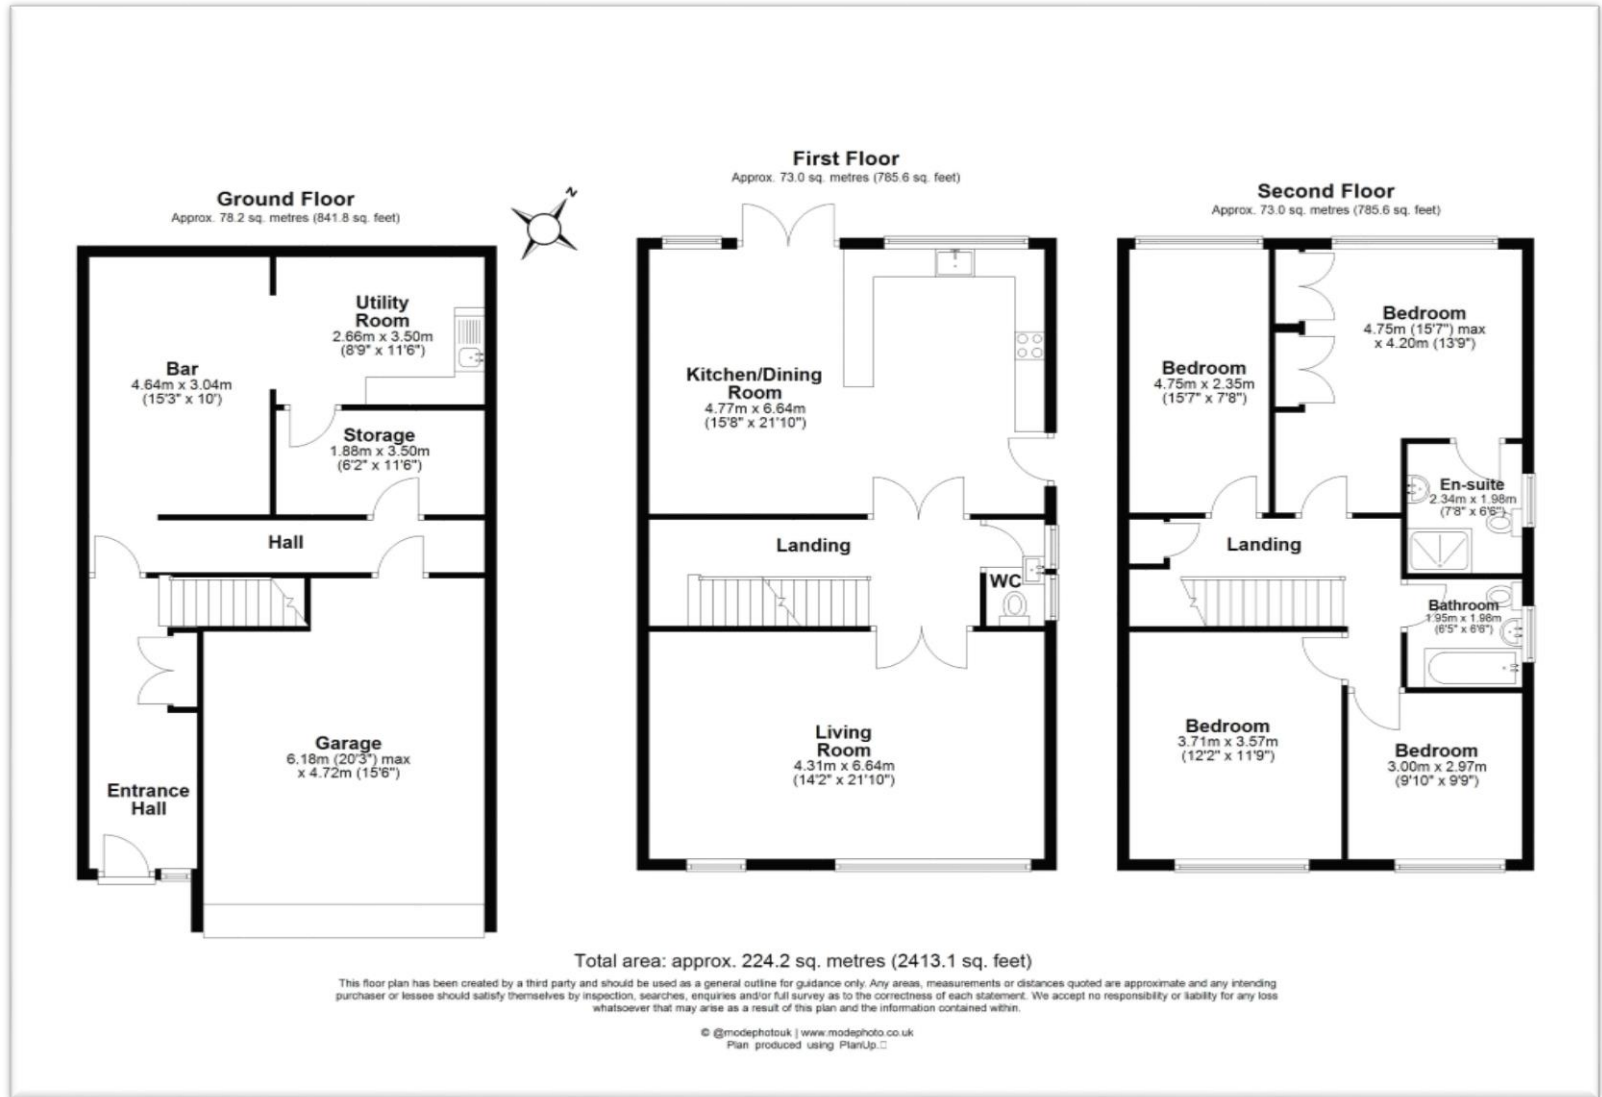 Ground Floor
Approx. 78.2 sq. metres (841.8 sq. feet)
N
Utility
Room
2.66m x 3.50m
(8'9" x 11'6")
Bar
4.64m x 3.04m
(15'3" x 10')
Storage
1.88m x 3.50m
(6'2" x 11'6")
Hall
Garage
6.18m (20'3") max
x 4.72m (15'6")
Entrance
Hall
First Floor
Approx. 73.0 sq. metres (785.6 sq. feet)
Kitchen/Dining
Room
4.77m x 6.64m
(15'8" x 21'10")
Landing
WC
Living
Room
4.31m x 6.64m
(14'2" x 21'10")
Second Floor
Approx. 73.0 sq. metres (785.6 sq. feet)
Bedroom
4.75m (15'7") max
x 4.20m (13'9")
Bedroom
4.75m x 2.35m
(15'7" x 7'8")
En-suite
2.34m x 1.98m
(7'8" x 6'6")
Landing
Bathroom
1.95m x 1.98m
(6'5" x 6'6")
Bedroom
3.71m x 3.57m
(12'2" x 11'9")
Bedroom
3.00m x 2.97m
(9'10" x 9'9")
Total area: approx. 224.2 sq. metres (2413.1 sq. feet)
This floor plan has been created by a third party and should be used as a general outline for guidance only. Any areas, measurements or distances quoted are approximate and any intending
purchaser or lessee should satisfy themselves by inspection, searches, enquiries and/or full survey as to the correctness of each statement. We accept no responsibility or liability for any loss
whatsoever that may arise as a result of this plan and the information contained within.
© @modephotouk | www.modephoto.co.uk
Plan produced using PlanUp.□